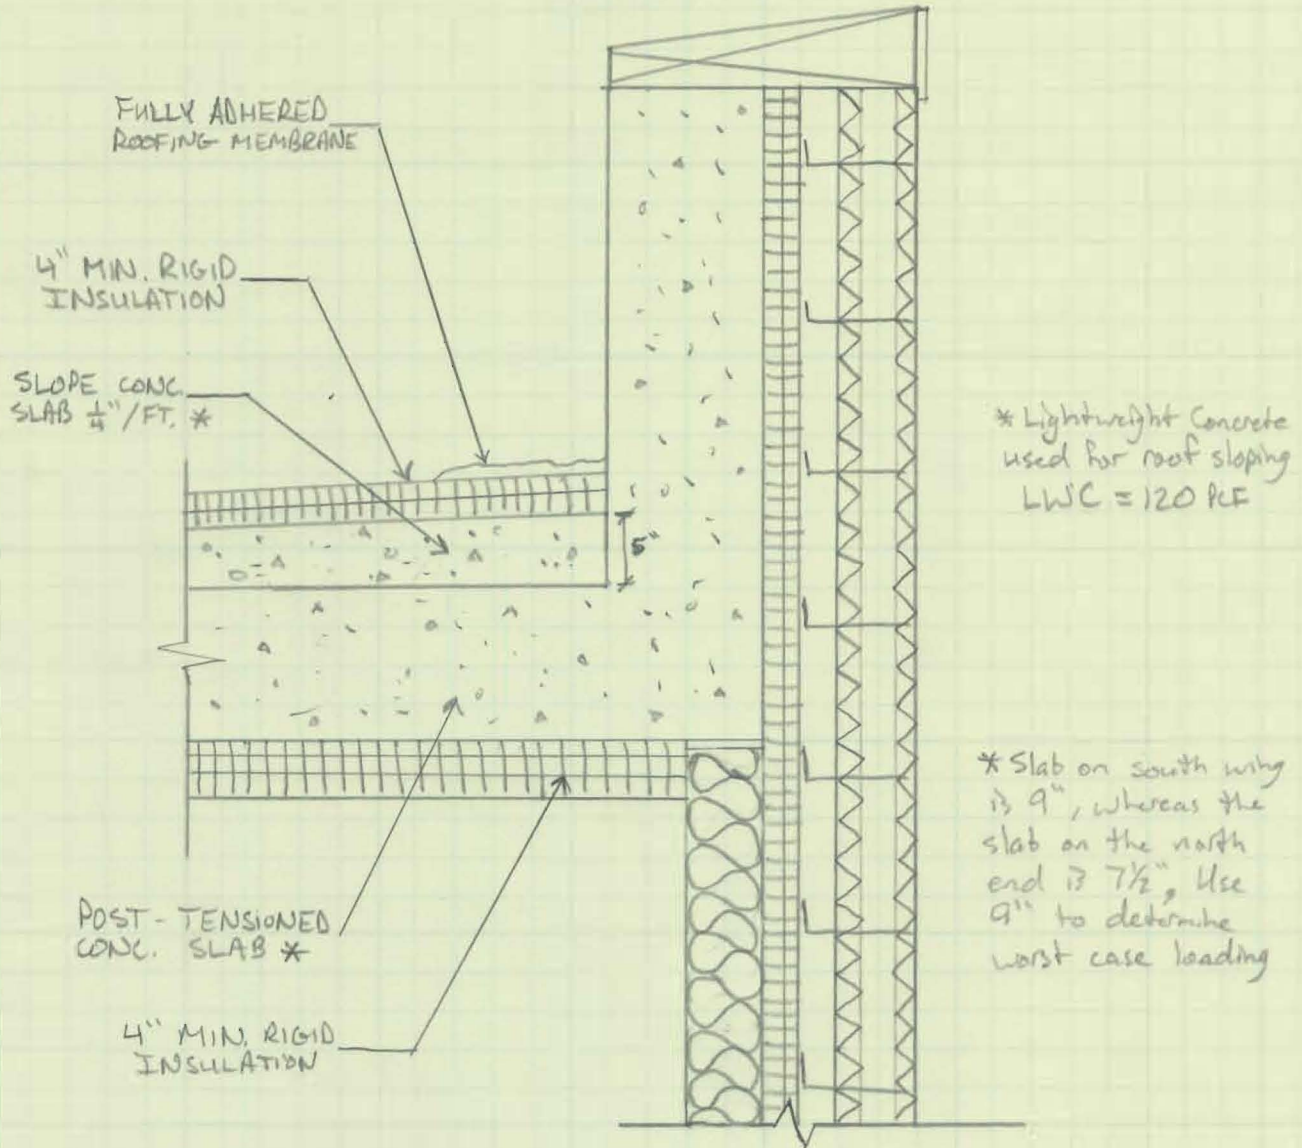 FULLY ADHERED
ROOFING MEMBRANE
4" MIN. RIGID
INSULATION
SLOPE CONC.
SLAB 1/4"/FT. *
5"
* Lightweight Concrete
used for roof sloping
LWC = 120 PCF
* Slab on south wing
is 9", whereas the
slab on the north
end is 7½", Use
9" to determine
worst case loading
POST-TENSIONED
CONC. SLAB *
4" MIN. RIGID
INSULATION